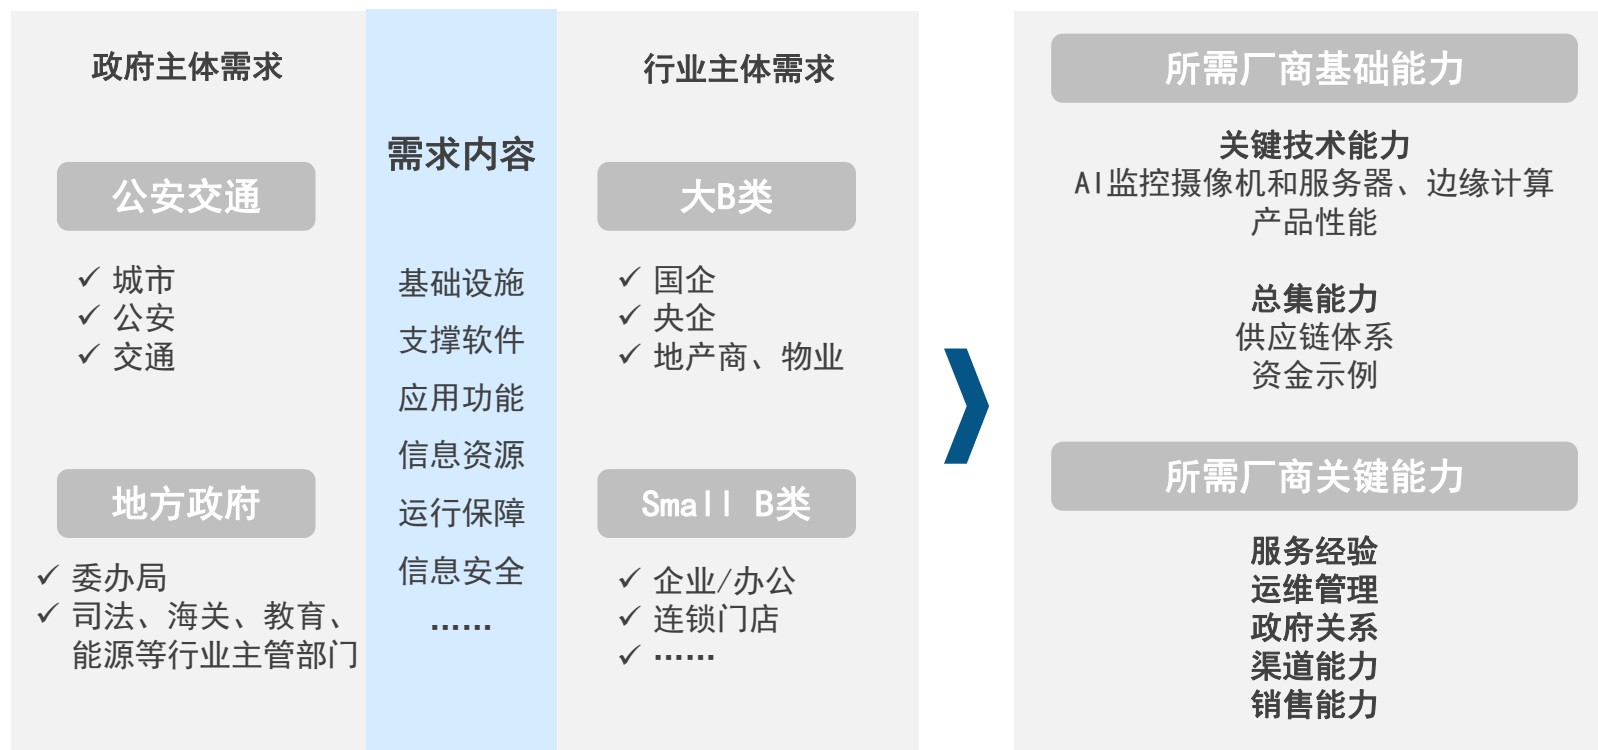 政府主体需求
公安交通
✓ 城市
✓ 公安
✓ 交通
地方政府
✓ 委办局
✓ 司法、海关、教育、
能源等行业主管部门
需求内容
基础设施
支撑软件
应用功能
信息资源
运行保障
信息安全
……
行业主体需求
大B类
✓ 国企
✓ 央企
✓ 地产商、物业
Small B类
✓ 企业/办公
✓ 连锁门店
✓ ……
所需厂商基础能力
关键技术能力
AI监控摄像机和服务器、边缘计算
产品性能
总集能力
供应链体系
资金示例
所需厂商关键能力
服务经验
运维管理
政府关系
渠道能力
销售能力